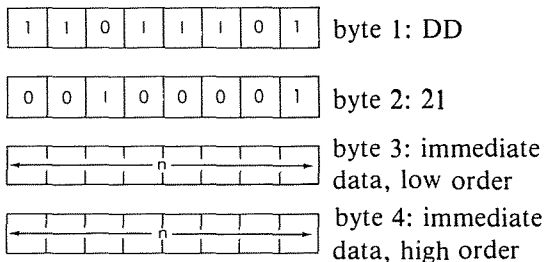 1 1 0 1 1 1 0 1 byte 1: DD
0 0 1 0 0 0 0 1 byte 2: 21
n byte 3: immediate
data, low order
n byte 4: immediate
data, high order